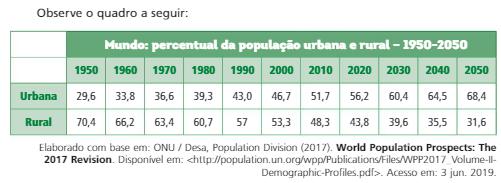 Observe o quadro a seguir:
Mundo: percentual da população urbana e rural – 1950-2050
1950 1960 1970 1980 1990 2000 2010 2020 2030 2040 2050
Urbana 29,6 33,8 36,6 39,3 43,0 46,7 51,7 56,2 60,4 64,5 68,4
Rural 70,4 66,2 63,4 60,7 57 53,3 48,3 43,8 39,6 35,5 31,6
Elaborado com base em: ONU / Desa, Population Division (2017). World Population Prospects: The
2017 Revision. Disponível em: <http://population.un.org/wpp/Publications/Files/WPP2017_Volume-II-
Demographic-Profiles.pdf>. Acesso em: 3 jun. 2019.